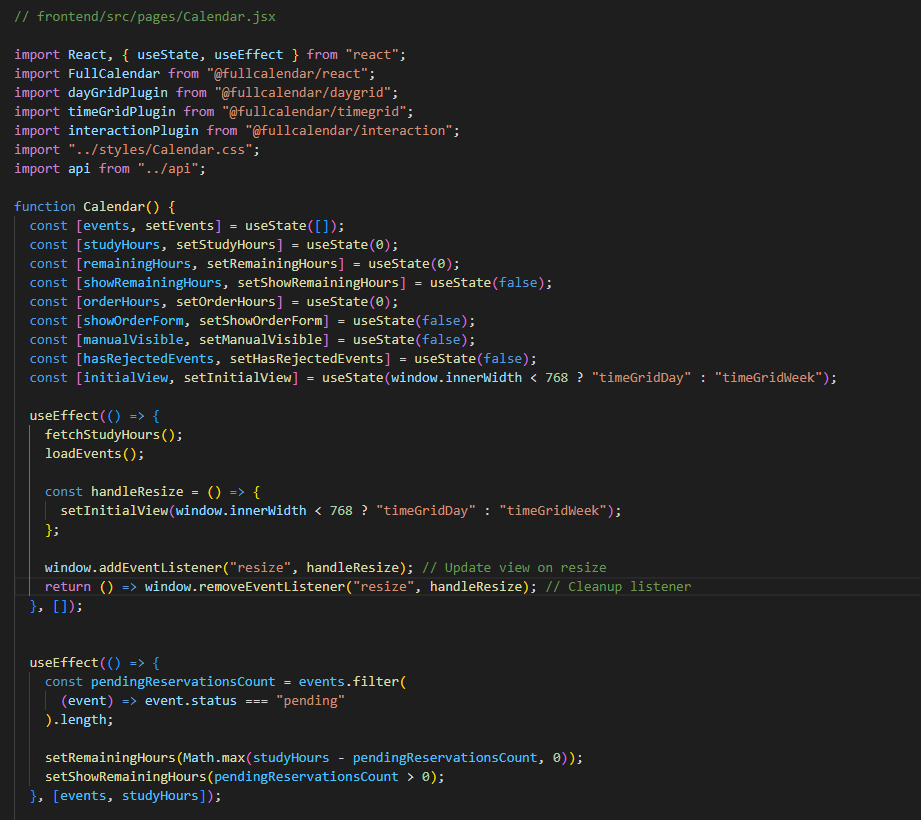 // frontend/src/pages/Calendar.jsx
import React, { useState, useEffect } from "react";
import FullCalendar from "@fullcalendar/react";
import dayGridPlugin from "@fullcalendar/daygrid";
import timeGridPlugin from "@fullcalendar/timegrid";
import interactionPlugin from "@fullcalendar/interaction";
import "../styles/Calendar.css";
import api from "../api";
function Calendar() {
const [events, setEvents] = useState([]);
const [studyHours, setStudyHours] = useState(0);
const [remainingHours, setRemainingHours] = useState(0);
const [showRemainingHours, setShowRemainingHours] = useState(false);
const [orderHours, setOrderHours] = useState(0);
const [showOrderForm, setShowOrderForm] = useState(false);
const [manualVisible, setManualVisible] = useState(false);
const [hasRejectedEvents, setHasRejectedEvents] = useState(false);
const [initialView, setInitialView] = useState(window.innerWidth < 768 ? "timeGridDay" : "timeGridWeek");
useEffect(() => {
fetchStudyHours();
loadEvents();
const handleResize = () => {
setInitialView(window.innerWidth < 768 ? "timeGridDay" : "timeGridWeek");
};
window.addEventListener("resize", handleResize); // Update view on resize
return () => window.removeEventListener("resize", handleResize); // Cleanup listener
}, []);
useEffect(() => {
const pendingReservationsCount = events.filter(
(event) => event.status === "pending"
).length;
setRemainingHours(Math.max(studyHours - pendingReservationsCount, 0));
setShowRemainingHours(pendingReservationsCount > 0);
}, [events, studyHours]);